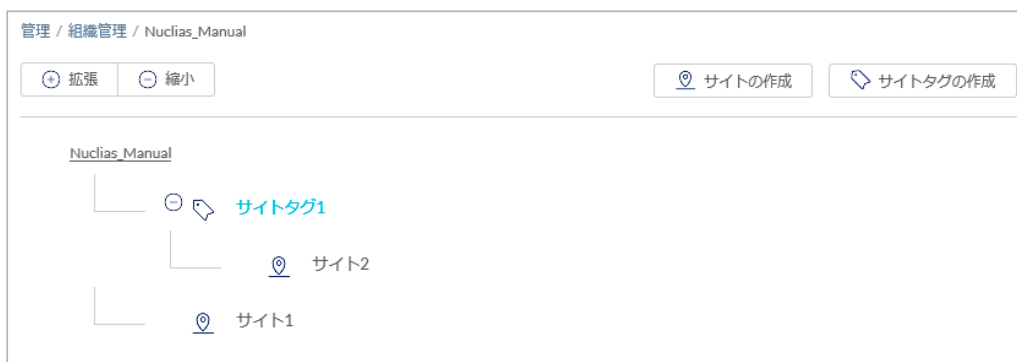 管理 / 組織管理 / Nuclias_Manual
拡張 縮小 サイトの作成 サイトタグの作成
Nuclias_Manual
サイトタグ1
サイト2
サイト1